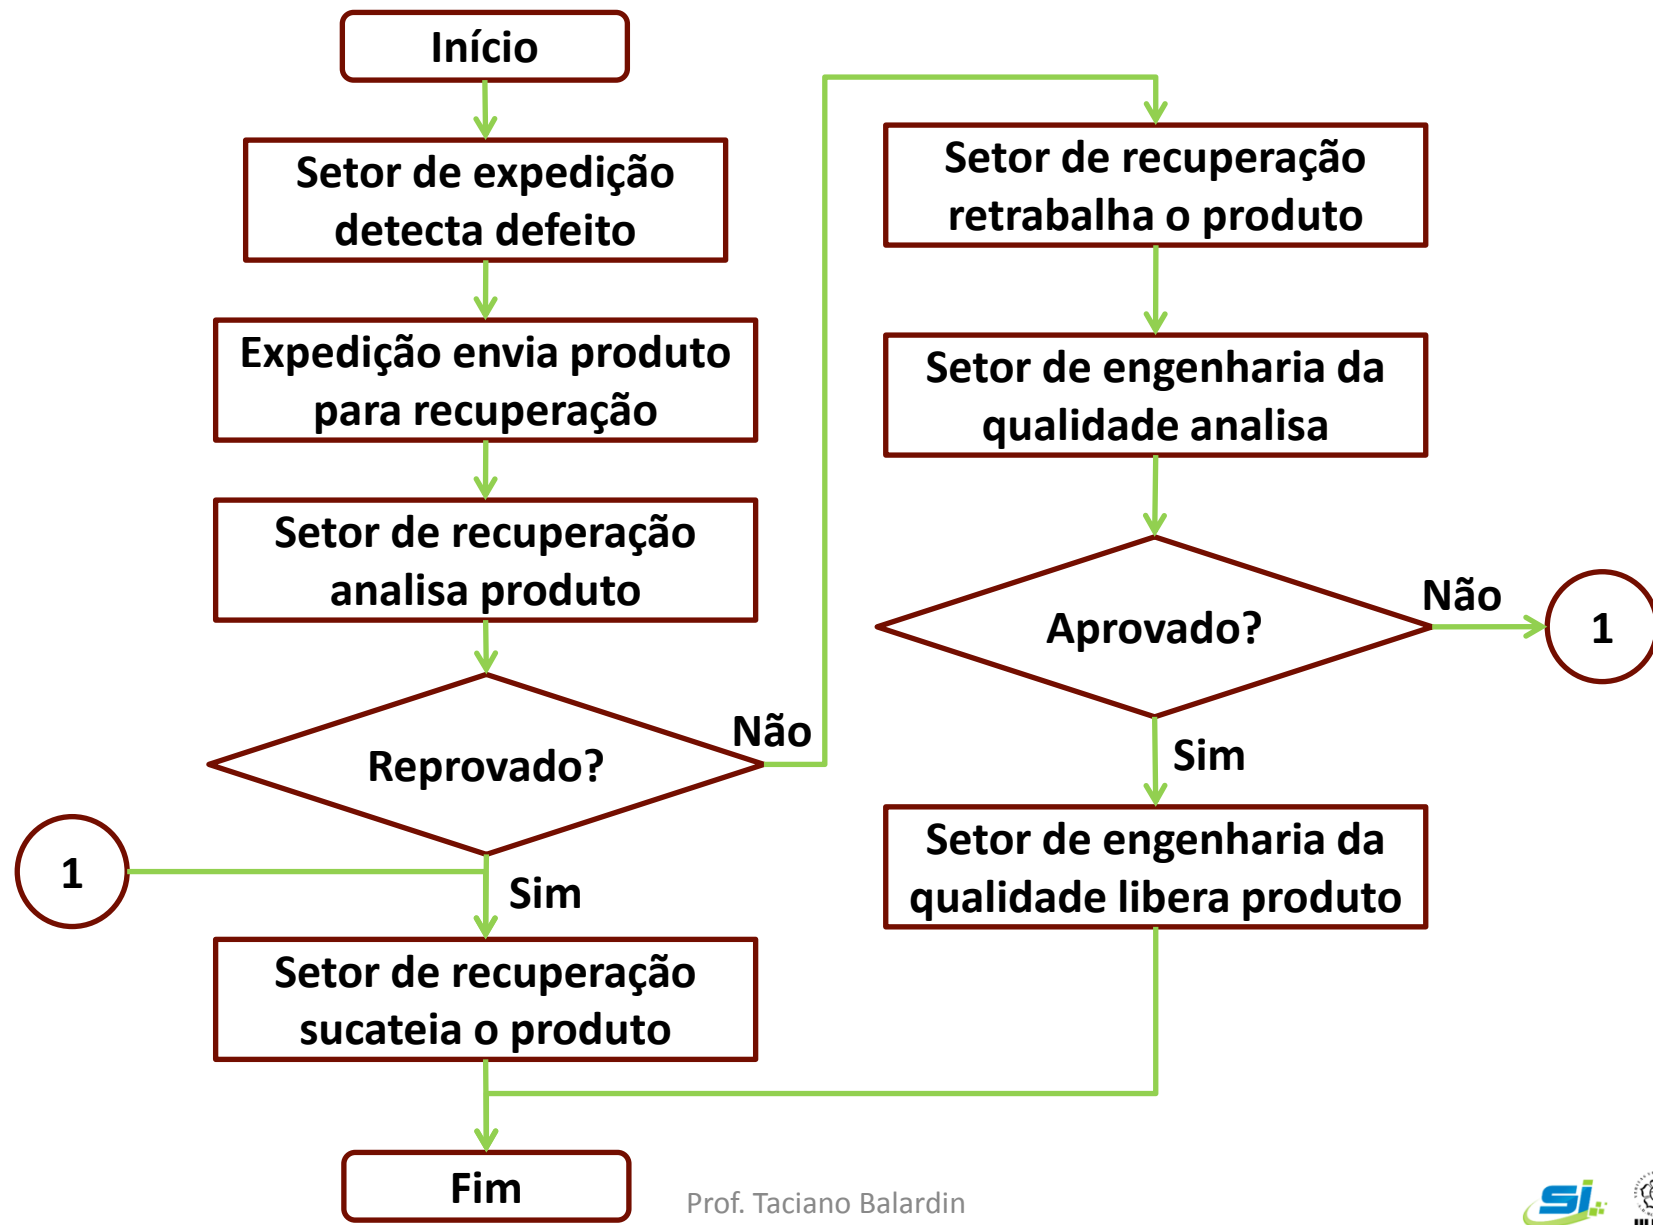 Início
Setor de expedição
detecta defeito
Expedição envia produto
para recuperação
Setor de recuperação
analisa produto
Reprovado?
Não
1
Sim
Setor de recuperação
sucateia o produto
Fim
Setor de recuperação
retrabalha o produto
Setor de engenharia da
qualidade analisa
Aprovado?
Não
1
Sim
Setor de engenharia da
qualidade libera produto
Prof. Taciano Balardin
Si